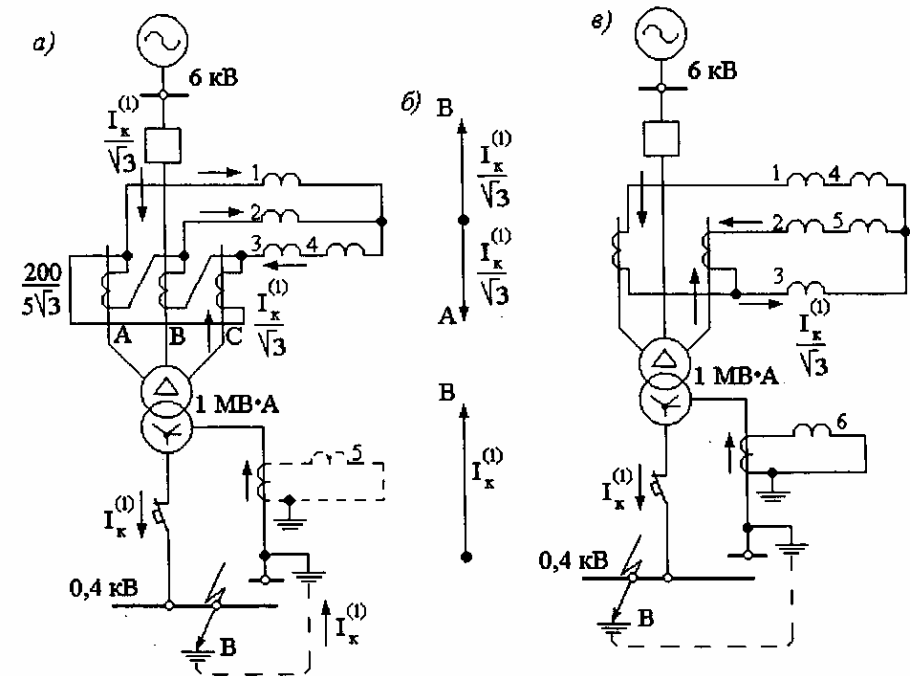 а)
6 кВ
I_к^(1)/√3
1
2
3 4
200/5√3
A B C
I_к^(1)/√3
1 МВ•А
5
I_к^(1)
0,4 кВ
B
I_к^(1)
б)
B
I_к^(1)/√3
I_к^(1)/√3
A
B
I_к^(1)
в)
6 кВ
1 4
2 5
3
I_к^(1)/√3
1 МВ•А
6
I_к^(1)
0,4 кВ
B